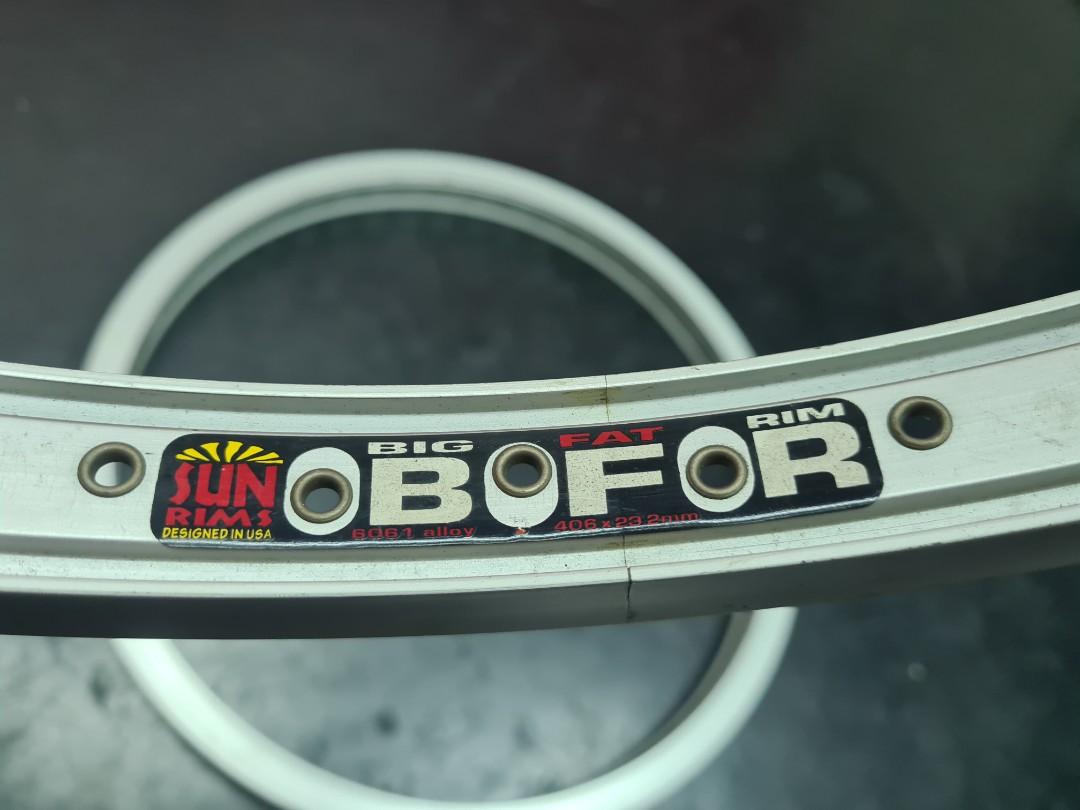 SUN
RIMS
DESIGNED IN USA
BIG FAT RIM
B F R
6061 alloy 406 x 23.2mm